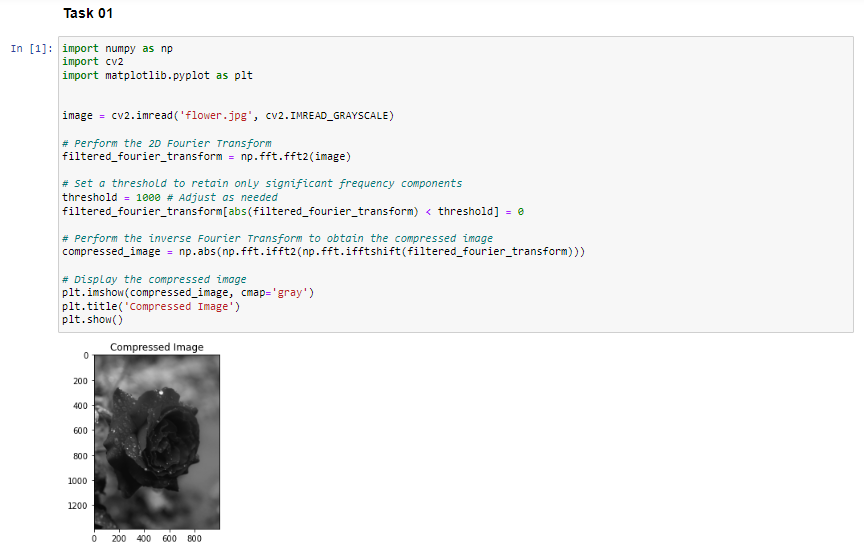 Task 01
In [1]: import numpy as np
import cv2
import matplotlib.pyplot as plt
image = cv2.imread('flower.jpg', cv2.IMREAD_GRAYSCALE)
# Perform the 2D Fourier Transform
filtered_fourier_transform = np.fft.fft2(image)
# Set a threshold to retain only significant frequency components
threshold = 1000 # Adjust as needed
filtered_fourier_transform[abs(filtered_fourier_transform) < threshold] = 0
# Perform the inverse Fourier Transform to obtain the compressed image
compressed_image = np.abs(np.fft.ifft2(np.fft.ifftshift(filtered_fourier_transform)))
# Display the compressed image
plt.imshow(compressed_image, cmap='gray')
plt.title('Compressed Image')
plt.show()
Compressed Image
0
200
400
600
800
1000
1200
0 200 400 600 800